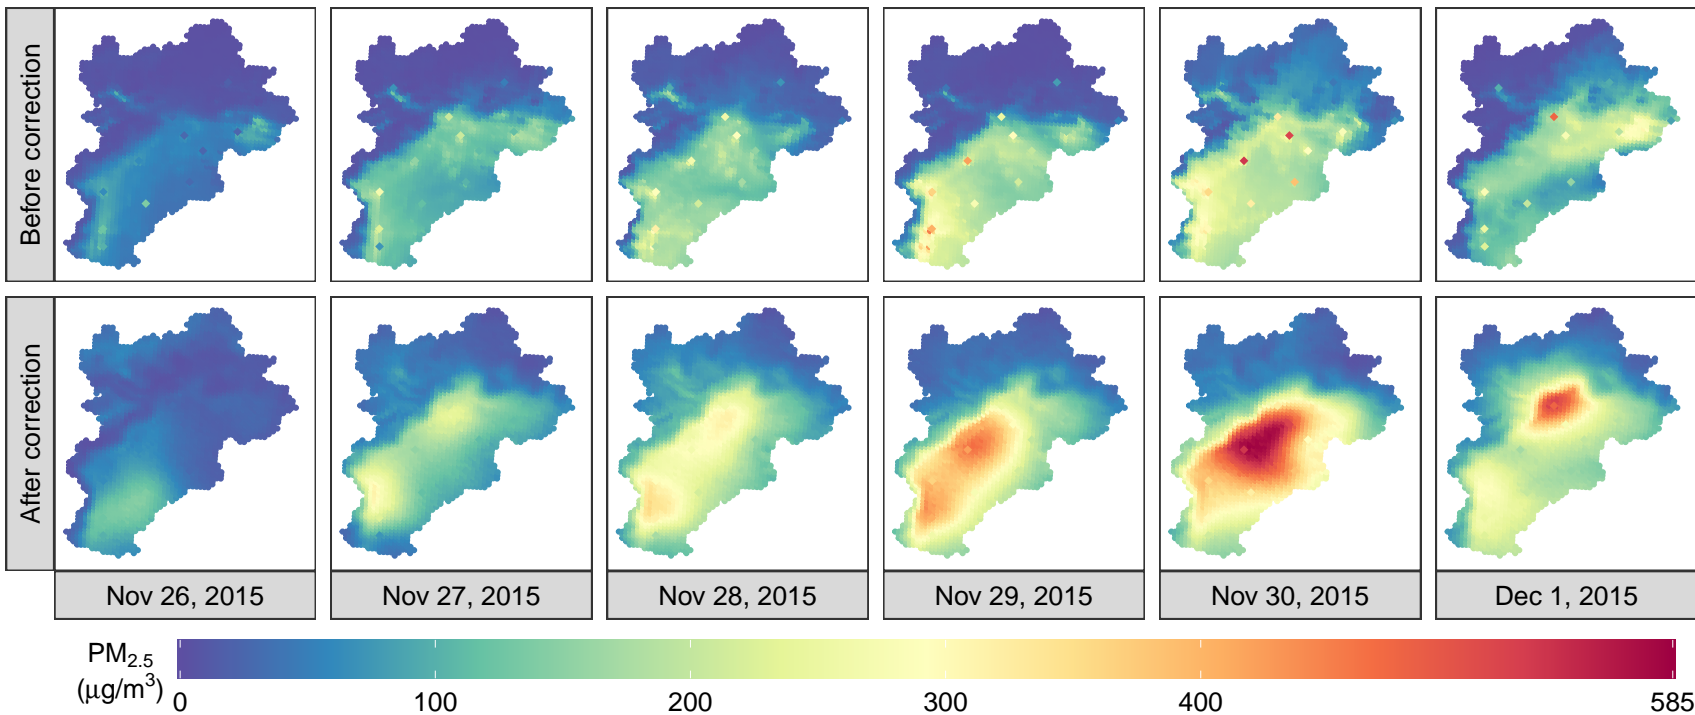 Before correction
After correction
Nov 26, 2015
Nov 27, 2015
Nov 28, 2015
Nov 29, 2015
Nov 30, 2015
Dec 1, 2015
PM2.5
(μg/m³)
0
100
200
300
400
585